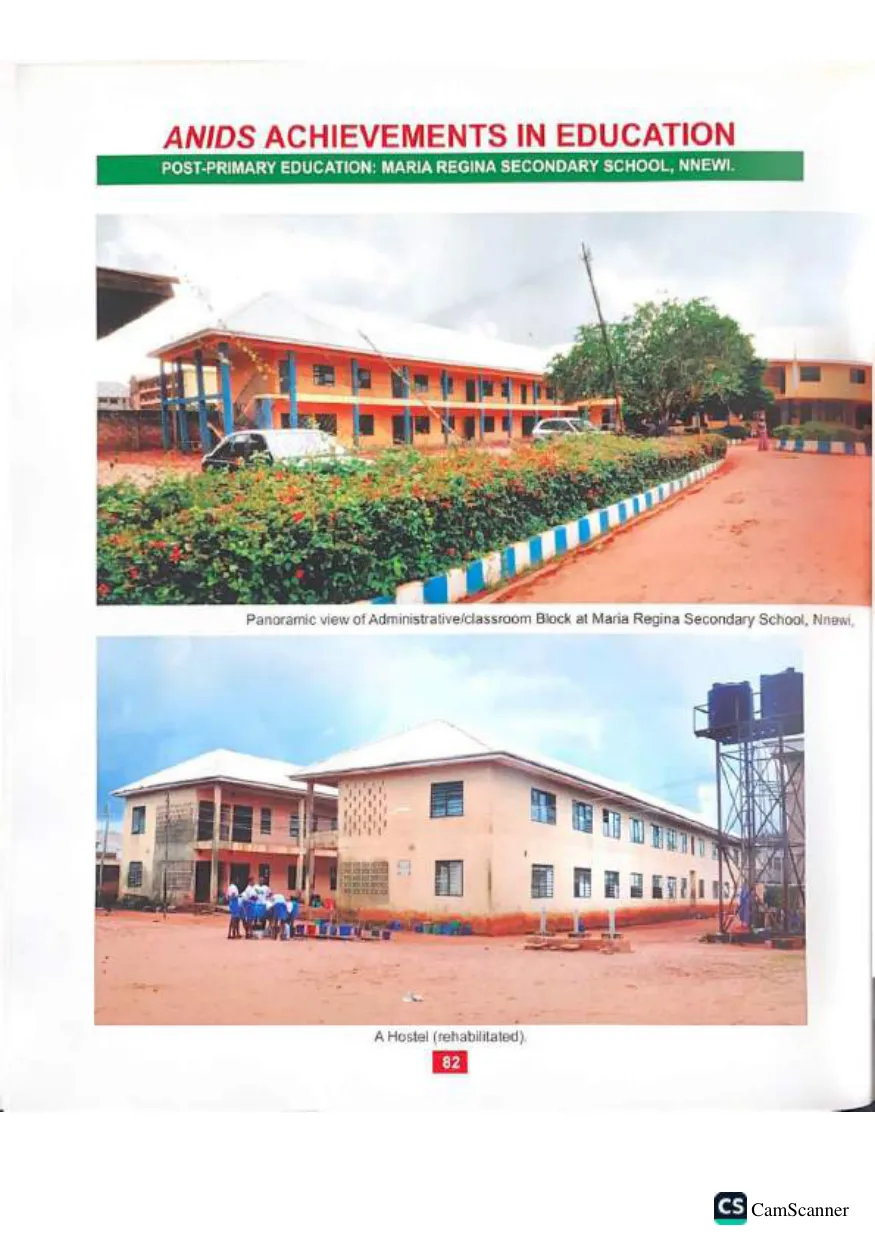 ANIDS ACHIEVEMENTS IN EDUCATION
POST-PRIMARY EDUCATION: MARIA REGINA SECONDARY SCHOOL, NNEWI.
Panoramic view of Administrative/classroom Block at Maria Regina Secondary School, Nnewi,
A Hostel (rehabilitated).
82
CS CamScanner